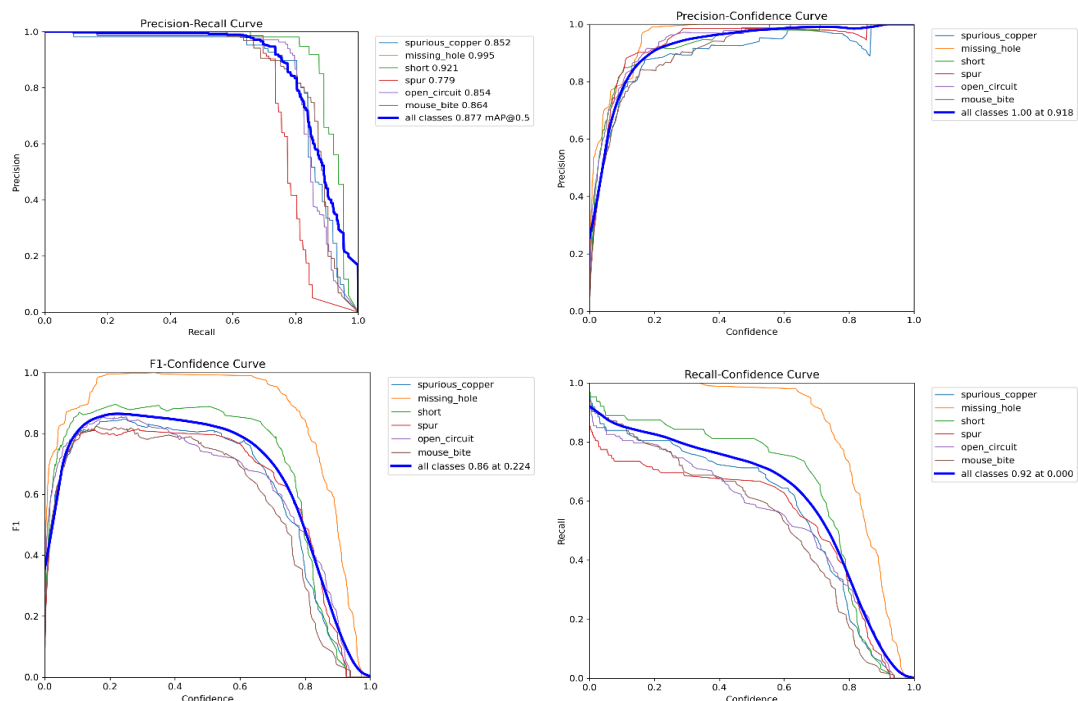 Precision-Recall Curve
1.0
0.8
0.6
0.4
0.2
0.0
Precision
0.0 0.2 0.4 0.6 0.8 1.0
Recall
spurious_copper 0.852
missing_hole 0.995
short 0.921
spur 0.779
open_circuit 0.854
mouse_bite 0.864
all classes 0.877 mAP@0.5
Precision-Confidence Curve
1.0
0.8
0.6
0.4
0.2
0.0
Precision
0.0 0.2 0.4 0.6 0.8 1.0
Confidence
spurious_copper
missing_hole
short
spur
open_circuit
mouse_bite
all classes 1.00 at 0.918
F1-Confidence Curve
1.0
0.8
0.6
0.4
0.2
0.0
F1
0.0 0.2 0.4 0.6 0.8 1.0
Confidence
spurious_copper
missing_hole
short
spur
open_circuit
mouse_bite
all classes 0.86 at 0.224
Recall-Confidence Curve
1.0
0.8
0.6
0.4
0.2
0.0
Recall
0.0 0.2 0.4 0.6 0.8 1.0
Confidence
spurious_copper
missing_hole
short
spur
open_circuit
mouse_bite
all classes 0.92 at 0.000